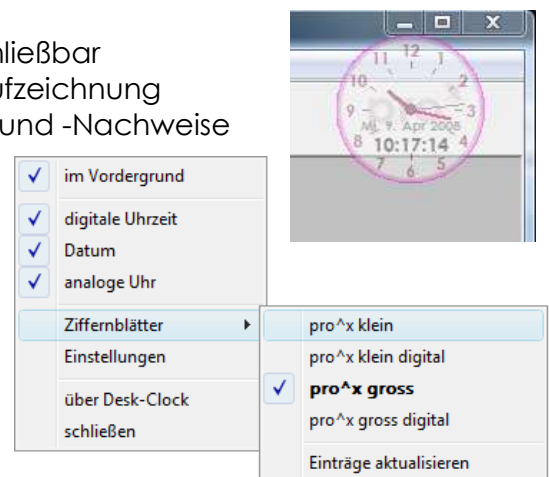 ließbar
ufzeichnung
und -Nachweise
12
11
1
10
2
9
3
Mi, 9. Apr 2008
8
10:17:14
4
7
6
5
im Vordergrund
digitale Uhrzeit
Datum
analoge Uhr
Ziffernblätter
Einstellungen
über Desk-Clock
schließen
pro^x klein
pro^x klein digital
pro^x gross
pro^x gross digital
Einträge aktualisieren